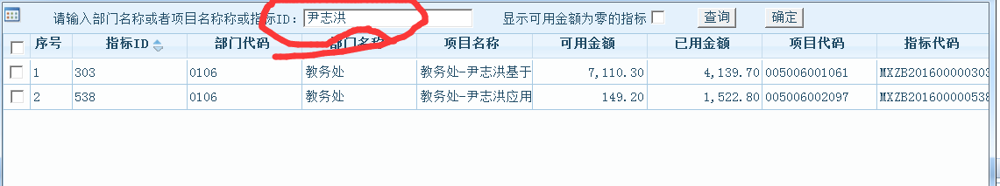 请输入部门名称或者项目名称称或指标ID： 尹志洪 显示可用金额为零的指标 查询 确定
序号 指标ID 部门代码 部门名称 项目名称 可用金额 已用金额 项目代码 指标代码
1 303 0106 教务处 教务处-尹志洪基于 7,110.30 4,139.70 005006001061 MXZB201600000303
2 538 0106 教务处 教务处-尹志洪应用 149.20 1,522.80 005006002097 MXZB201600000538